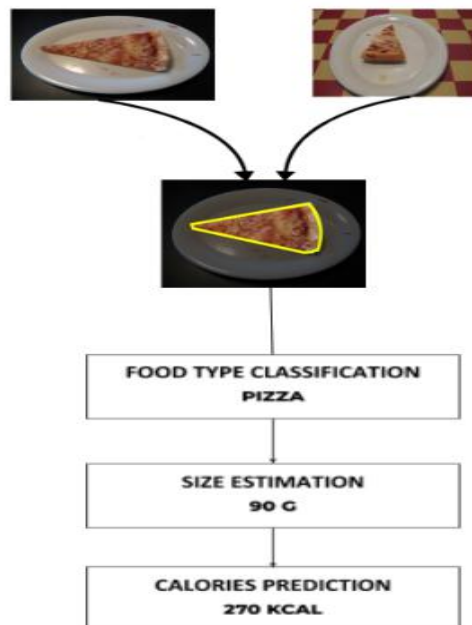 FOOD TYPE CLASSIFICATION
PIZZA
SIZE ESTIMATION
90 G
CALORIES PREDICTION
270 KCAL